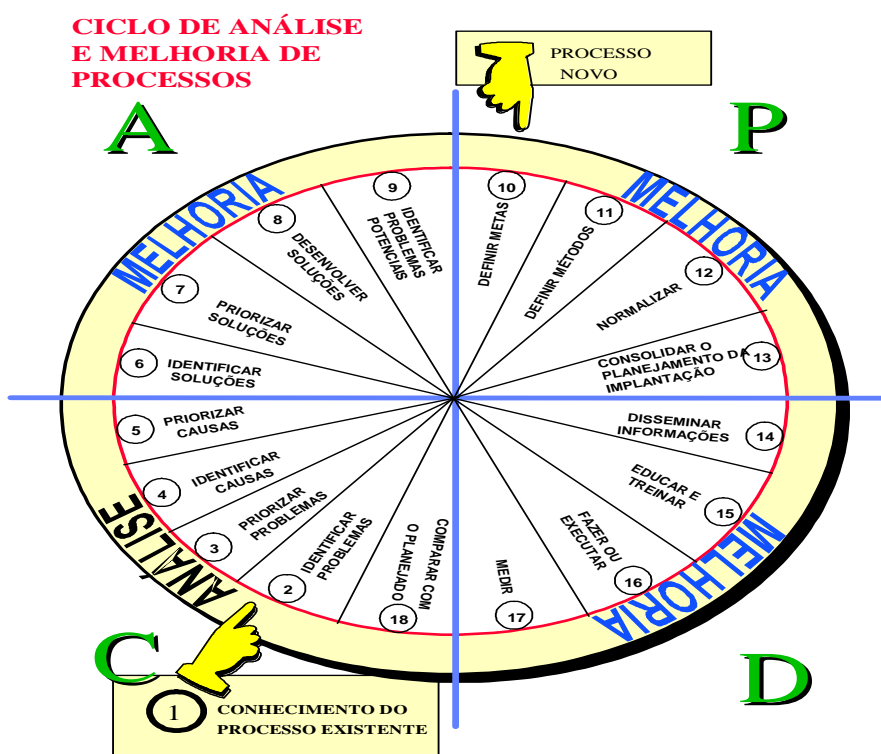 CICLO DE ANÁLISE
E MELHORIA DE
PROCESSOS
PROCESSO
NOVO
A
P
MELHORIA
MELHORIA
9
IDENTIFICAR
PROBLEMAS
POTENCIAIS
10
DEFINIR METAS
11
DEFINIR MÉTODOS
12
NORMALIZAR
13
CONSOLIDAR O
PLANEJAMENTO DA
IMPLANTAÇÃO
14
DISSEMINAR
INFORMAÇÕES
15
EDUCAR E
TREINAR
16
FAZER OU
EXECUTAR
17
MEDIR
18
COMPARAR COM
O PLANEJADO
2
IDENTIFICAR
PROBLEMAS
3
PRIORIZAR
PROBLEMAS
4
IDENTIFICAR
CAUSAS
5
PRIORIZAR
CAUSAS
6
IDENTIFICAR
SOLUÇÕES
7
PRIORIZAR
SOLUÇÕES
8
DESENVOLVER
SOLUÇÕES
ANÁLISE
MELHORIA
C
D
1
CONHECIMENTO DO
PROCESSO EXISTENTE